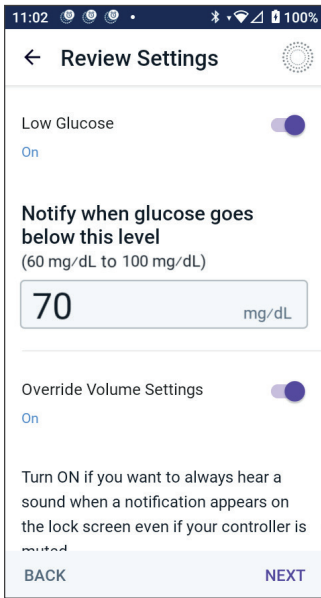 11:02 100%
Review Settings
Low Glucose
On
Notify when glucose goes
below this level
(60 mg/dL to 100 mg/dL)
70 mg/dL
Override Volume Settings
On
Turn ON if you want to always hear a
sound when a notification appears on
the lock screen even if your controller is
muted
BACK NEXT